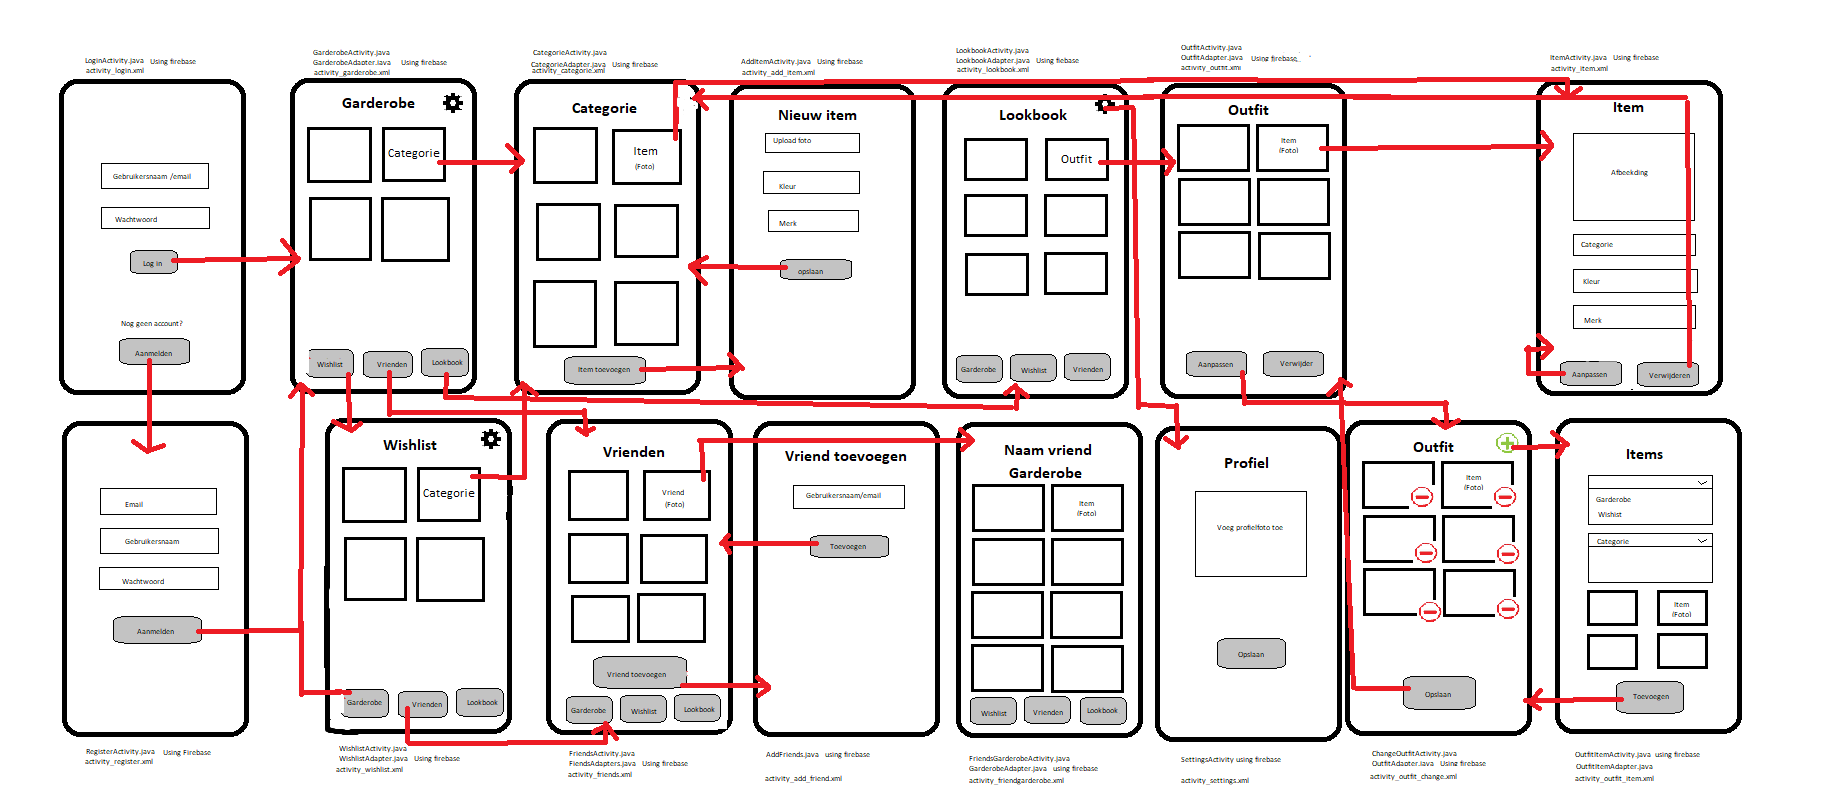 LoginActivity.java Using firebase
activity_login.xml
Gebruikersnaam /email
Wachtwoord
Log in
Nog geen account?
Aanmelden
GarderobeActivity.java
GarderobeAdapter.java Using firebase
activity_garderobe.xml
Garderobe
Categorie
Wishlist
Vrienden
Lookbook
CategorieActivity.java
CategorieAdapter.java Using firebase
activity_categorie.xml
Categorie
Item
(Foto)
Item toevoegen
AddItemActivity.java Using firebase
activity_add_item.xml
Nieuw item
Upload foto
Kleur
Merk
opslaan
LookbookActivity.java
LookbookAdapter.java Using firebase
activity_lookbook.xml
Lookbook
Outfit
Garderobe
Wishlist
Vrienden
OutfitActivity.java
OutfitAdapter.java Using firebase
activity_outfit.xml
Outfit
Item
(Foto)
Aanpassen
Verwijder
ItemActivity.java Using firebase
activity_item.xml
Item
Afbeekding
Categorie
Kleur
Merk
Aanpassen
Verwijderen
Email
Gebruikersnaam
Wachtwoord
Aanmelden
RegisterActivity.java Using Firebase
activity_register.xml
Wishlist
Categorie
Garderobe
Vrienden
Lookbook
WishlistActivity.java
WishlistAdapter.java Using firebase
activity_wishlist.xml
Vrienden
Vriend
(Foto)
Vriend toevoegen
Garderobe
Wishlist
Lookbook
FriendsActivity.java
FiendsAdapters.java Using firebase
activity_friends.xml
Vriend toevoegen
Gebruikersnaam/email
Toevoegen
AddFriends.java using firebase
activity_add_friend.xml
Naam vriend
Garderobe
Item
(Foto)
Wishlist
Vrienden
Lookbook
FriendsGarderobeActivity.java
GarderobeAdapter.java using firebase
activity_friendgarderobe.xml
Profiel
Voeg profielfoto toe
Opslaan
SettingsActivity using firebase
activity_settings.xml
Outfit
Item
(Foto)
Opslaan
ChangeOutfitActivity.java
OutfitAdapter.java Using firebase
activity_outfit_change.xml
Items
Garderobe
Wishlist
Categorie
Item
(Foto)
Toevoegen
OutfitItemActivity.java using firebase
OutfitItemAdapter.java
activity_outfit_item.xml